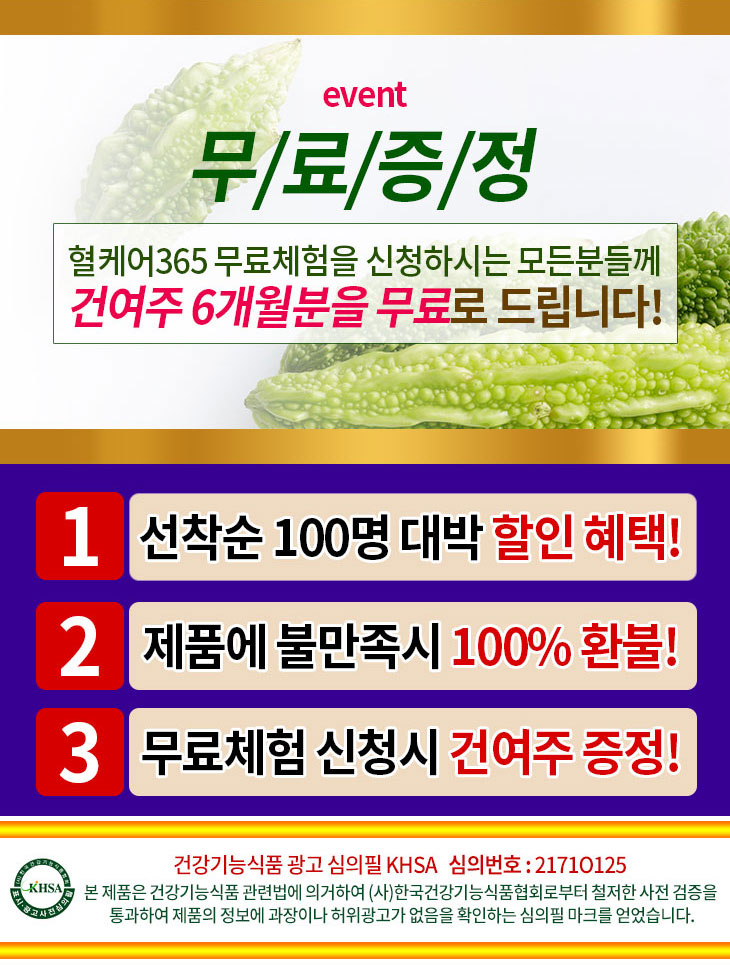 event
무/료/증/정
혈케어365 무료체험을 신청하시는 모든분들께
건여주 6개월분을 무료로 드립니다!
1 선착순 100명 대박 할인 혜택!
2 제품에 불만족시 100% 환불!
3 무료체험 신청시 건여주 증정!
건강기능식품 광고 심의필 KHSA 심의번호 : 2171O125
KHSA
본 제품은 건강기능식품 관련법에 의거하여 (사)한국건강기능식품협회로부터 철저한 사전 검증을
통과하여 제품의 정보에 과장이나 허위광고가 없음을 확인하는 심의필 마크를 얻었습니다.